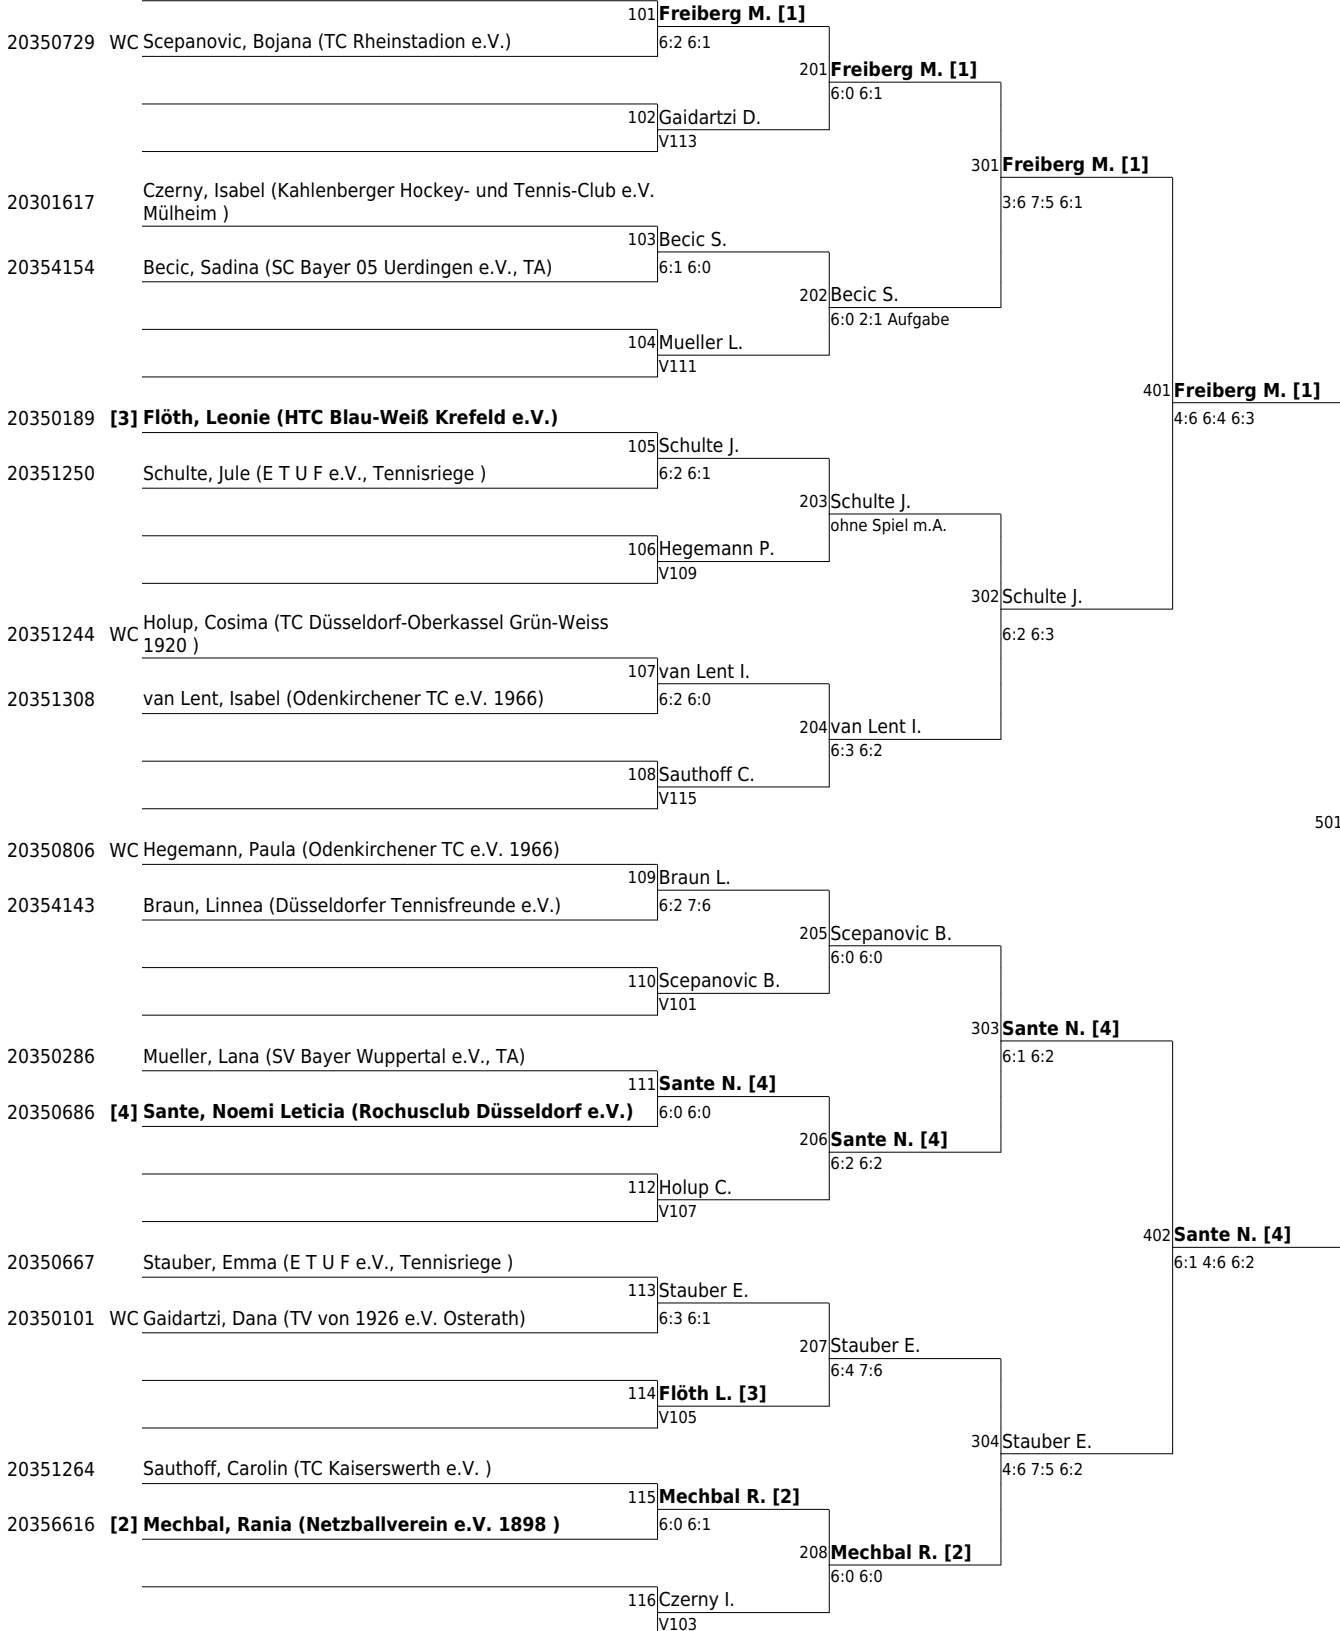 101 Freiberg M. [1]
20350729 WC Scepanovic, Bojana (TC Rheinstadion e.V.) 6:2 6:1
201 Freiberg M. [1]
6:0 6:1
102 Gaidartzi D.
V113
301 Freiberg M. [1]
Czerny, Isabel (Kahlenberger Hockey- und Tennis-Club e.V.
20301617 3:6 7:5 6:1
Mülheim )
103 Becic S.
20354154 Becic, Sadina (SC Bayer 05 Uerdingen e.V., TA) 6:1 6:0
202 Becic S.
6:0 2:1 Aufgabe
104 Mueller L.
V111
401 Freiberg M. [1]
20350189 [3] Flöth, Leonie (HTC Blau-Weiß Krefeld e.V.) 4:6 6:4 6:3
105 Schulte J.
20351250 Schulte, Jule (E T U F e.V., Tennisriege ) 6:2 6:1
203 Schulte J.
ohne Spiel m.A.
106 Hegemann P.
V109
302 Schulte J.
Holup, Cosima (TC Düsseldorf-Oberkassel Grün-Weiss
20351244 WC 6:2 6:3
1920 )
107 van Lent I.
20351308 van Lent, Isabel (Odenkirchener TC e.V. 1966) 6:2 6:0
204 van Lent I.
6:3 6:2
108 Sauthoff C.
V115
501
20350806 WC Hegemann, Paula (Odenkirchener TC e.V. 1966)
109 Braun L.
20354143 Braun, Linnea (Düsseldorfer Tennisfreunde e.V.) 6:2 7:6
205 Scepanovic B.
6:0 6:0
110 Scepanovic B.
V101
303 Sante N. [4]
20350286 Mueller, Lana (SV Bayer Wuppertal e.V., TA) 6:1 6:2
111 Sante N. [4]
20350686 [4] Sante, Noemi Leticia (Rochusclub Düsseldorf e.V.) 6:0 6:0
206 Sante N. [4]
6:2 6:2
112 Holup C.
V107
402 Sante N. [4]
20350667 Stauber, Emma (E T U F e.V., Tennisriege ) 6:1 4:6 6:2
113 Stauber E.
20350101 WC Gaidartzi, Dana (TV von 1926 e.V. Osterath) 6:3 6:1
207 Stauber E.
6:4 7:6
114 Flöth L. [3]
V105
304 Stauber E.
20351264 Sauthoff, Carolin (TC Kaiserswerth e.V. ) 4:6 7:5 6:2
115 Mechbal R. [2]
20356616 [2] Mechbal, Rania (Netzballverein e.V. 1898 ) 6:0 6:1
208 Mechbal R. [2]
6:0 6:0
116 Czerny I.
V103